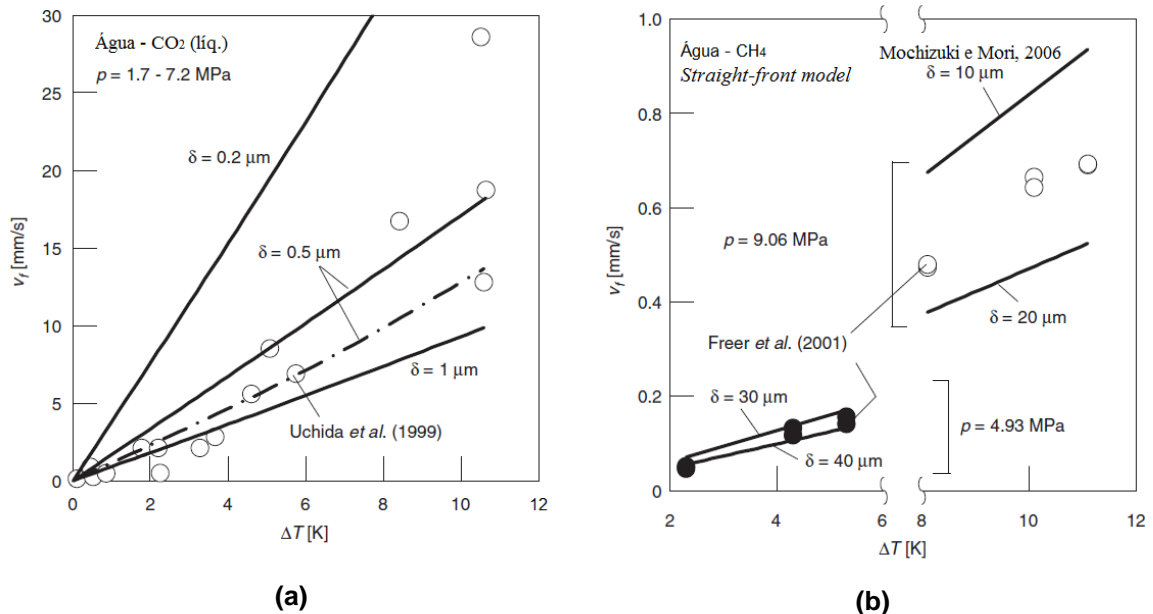 30
25
20
15
10
5
0
v_f [mm/s]
Água - CO2 (líq.)
p = 1.7 - 7.2 MPa
δ = 0.2 μm
δ = 0.5 μm
δ = 1 μm
Uchida et al. (1999)
0 2 4 6 8 10 12
ΔT [K]
(a)
1.0
0.8
0.6
0.4
0.2
0
v_f [mm/s]
Água - CH4
Straight-front model
Mochizuki e Mori, 2006
δ = 10 μm
p = 9.06 MPa
δ = 20 μm
Freer et al. (2001)
δ = 30 μm
p = 4.93 MPa
δ = 40 μm
2 4 6 8 10 12
ΔT [K]
(b)